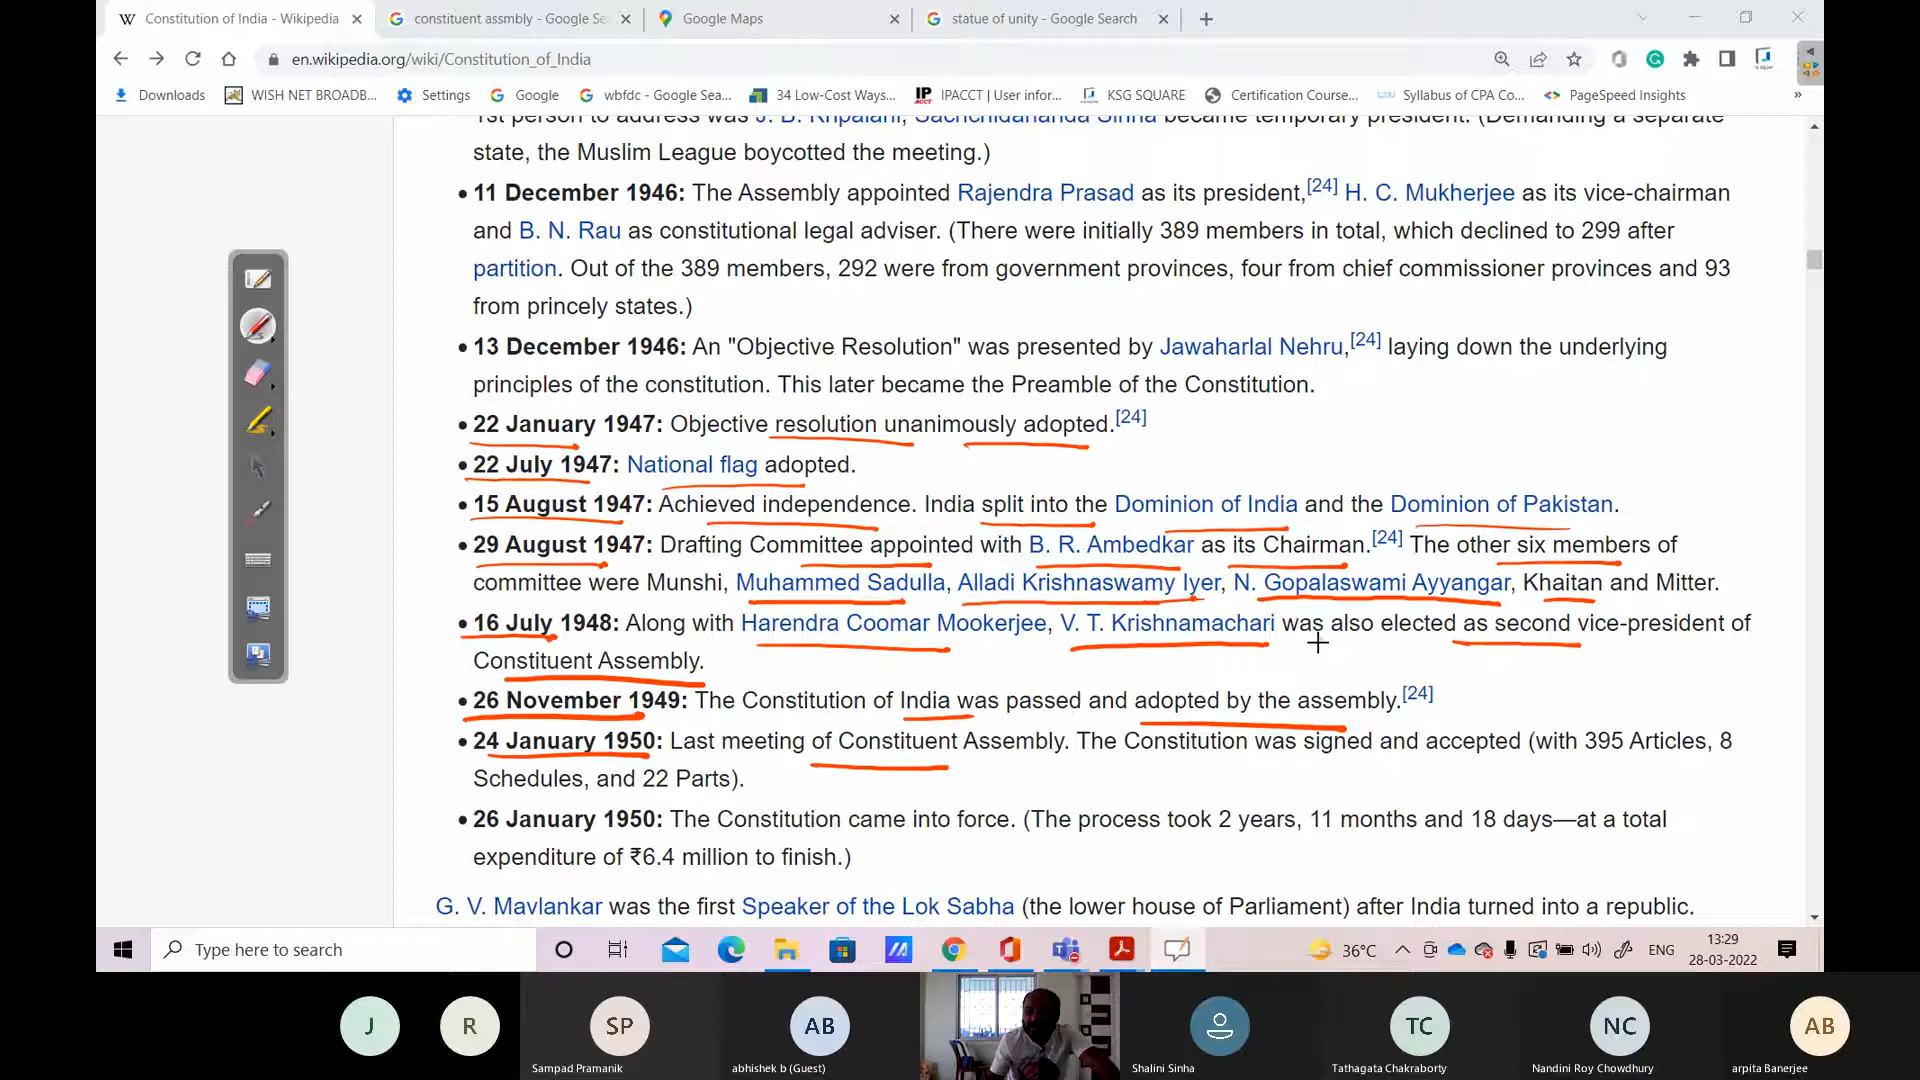 Constitution of India - Wikipedia
constituent assmbly - Google Se
Google Maps
statue of unity - Google Search
en.wikipedia.org/wiki/Constitution_of_India
Downloads
WISH NET BROADB...
Settings
Google
wbfdc - Google Sea...
34 Low-Cost Ways...
IPACCT | User infor...
KSG SQUARE
Certification Course...
Syllabus of CPA Co...
PageSpeed Insights
»
1st person to address was J. B. Kripalani, Sachchidananda Sinha became temporary president. (Demanding a separate
state, the Muslim League boycotted the meeting.)
• 11 December 1946: The Assembly appointed Rajendra Prasad as its president,[24] H. C. Mukherjee as its vice-chairman
and B. N. Rau as constitutional legal adviser. (There were initially 389 members in total, which declined to 299 after
partition. Out of the 389 members, 292 were from government provinces, four from chief commissioner provinces and 93
from princely states.)
• 13 December 1946: An "Objective Resolution" was presented by Jawaharlal Nehru,[24] laying down the underlying
principles of the constitution. This later became the Preamble of the Constitution.
• 22 January 1947: Objective resolution unanimously adopted.[24]
• 22 July 1947: National flag adopted.
• 15 August 1947: Achieved independence. India split into the Dominion of India and the Dominion of Pakistan.
• 29 August 1947: Drafting Committee appointed with B. R. Ambedkar as its Chairman.[24] The other six members of
committee were Munshi, Muhammed Sadulla, Alladi Krishnaswamy Iyer, N. Gopalaswami Ayyangar, Khaitan and Mitter.
• 16 July 1948: Along with Harendra Coomar Mookerjee, V. T. Krishnamachari was also elected as second vice-president of
Constituent Assembly.
• 26 November 1949: The Constitution of India was passed and adopted by the assembly.[24]
• 24 January 1950: Last meeting of Constituent Assembly. The Constitution was signed and accepted (with 395 Articles, 8
Schedules, and 22 Parts).
• 26 January 1950: The Constitution came into force. (The process took 2 years, 11 months and 18 days—at a total
expenditure of ₹6.4 million to finish.)
G. V. Mavlankar was the first Speaker of the Lok Sabha (the lower house of Parliament) after India turned into a republic.
Type here to search
36°C
ENG
13:29
28-03-2022
J
R
SP
AB
TC
NC
AB
Sampad Pramanik
abhishek b (Guest)
Shalini Sinha
Tathagata Chakraborty
Nandini Roy Chowdhury
arpita Banerjee